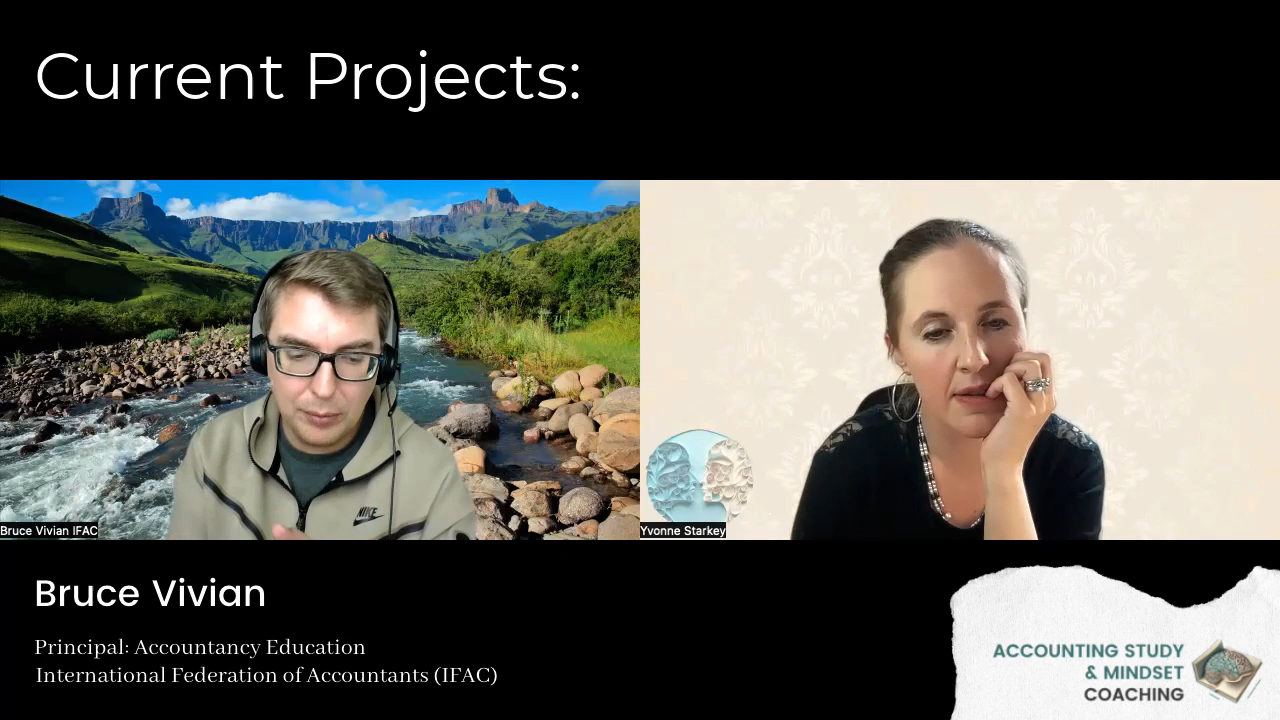 Current Projects:
NIKE
Bruce Vivian IFAC
Yvonne Starkey
Bruce Vivian
Principal: Accountancy Education
International Federation of Accountants (IFAC)
ACCOUNTING STUDY
& MINDSET
COACHING